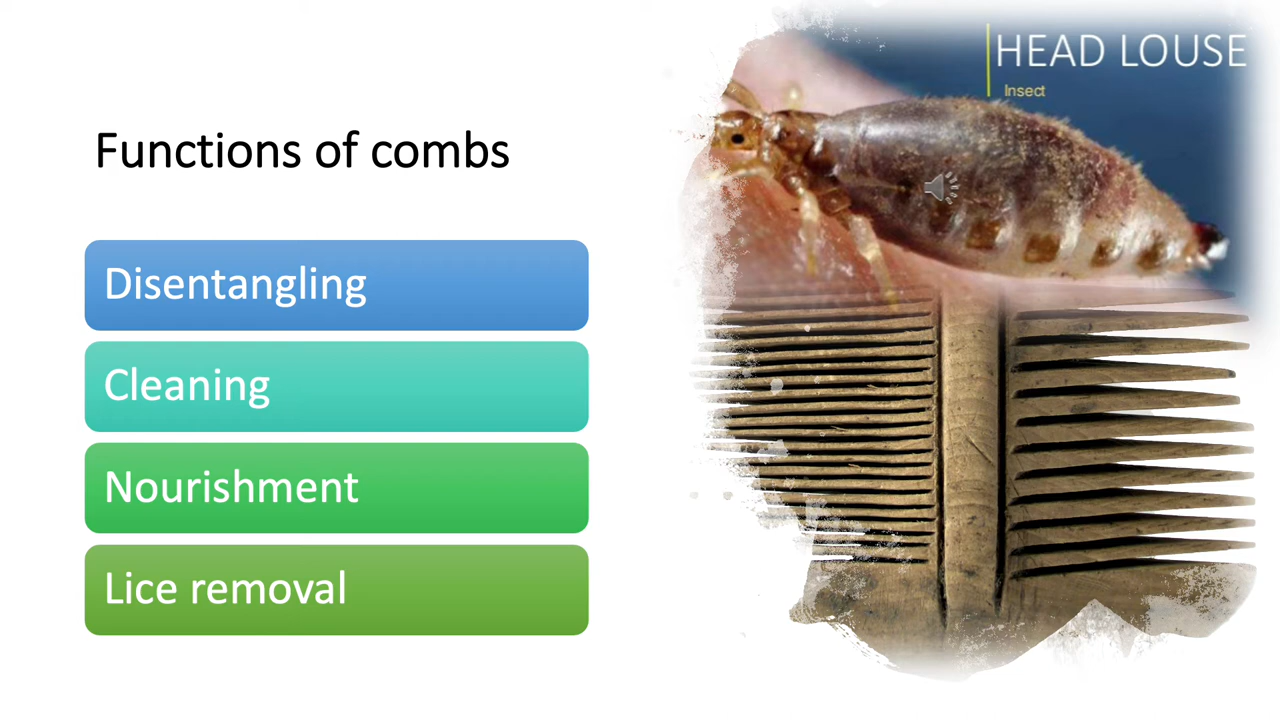 HEAD LOUSE
Insect
Functions of combs
Disentangling
Cleaning
Nourishment
Lice removal